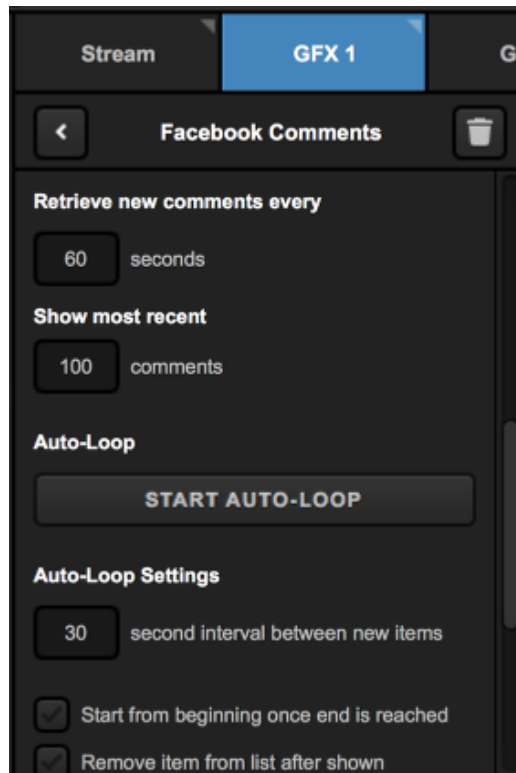 Stream GFX 1 G
Facebook Comments
Retrieve new comments every
60 seconds
Show most recent
100 comments
Auto-Loop
START AUTO-LOOP
Auto-Loop Settings
30 second interval between new items
Start from beginning once end is reached
Remove item from list after shown